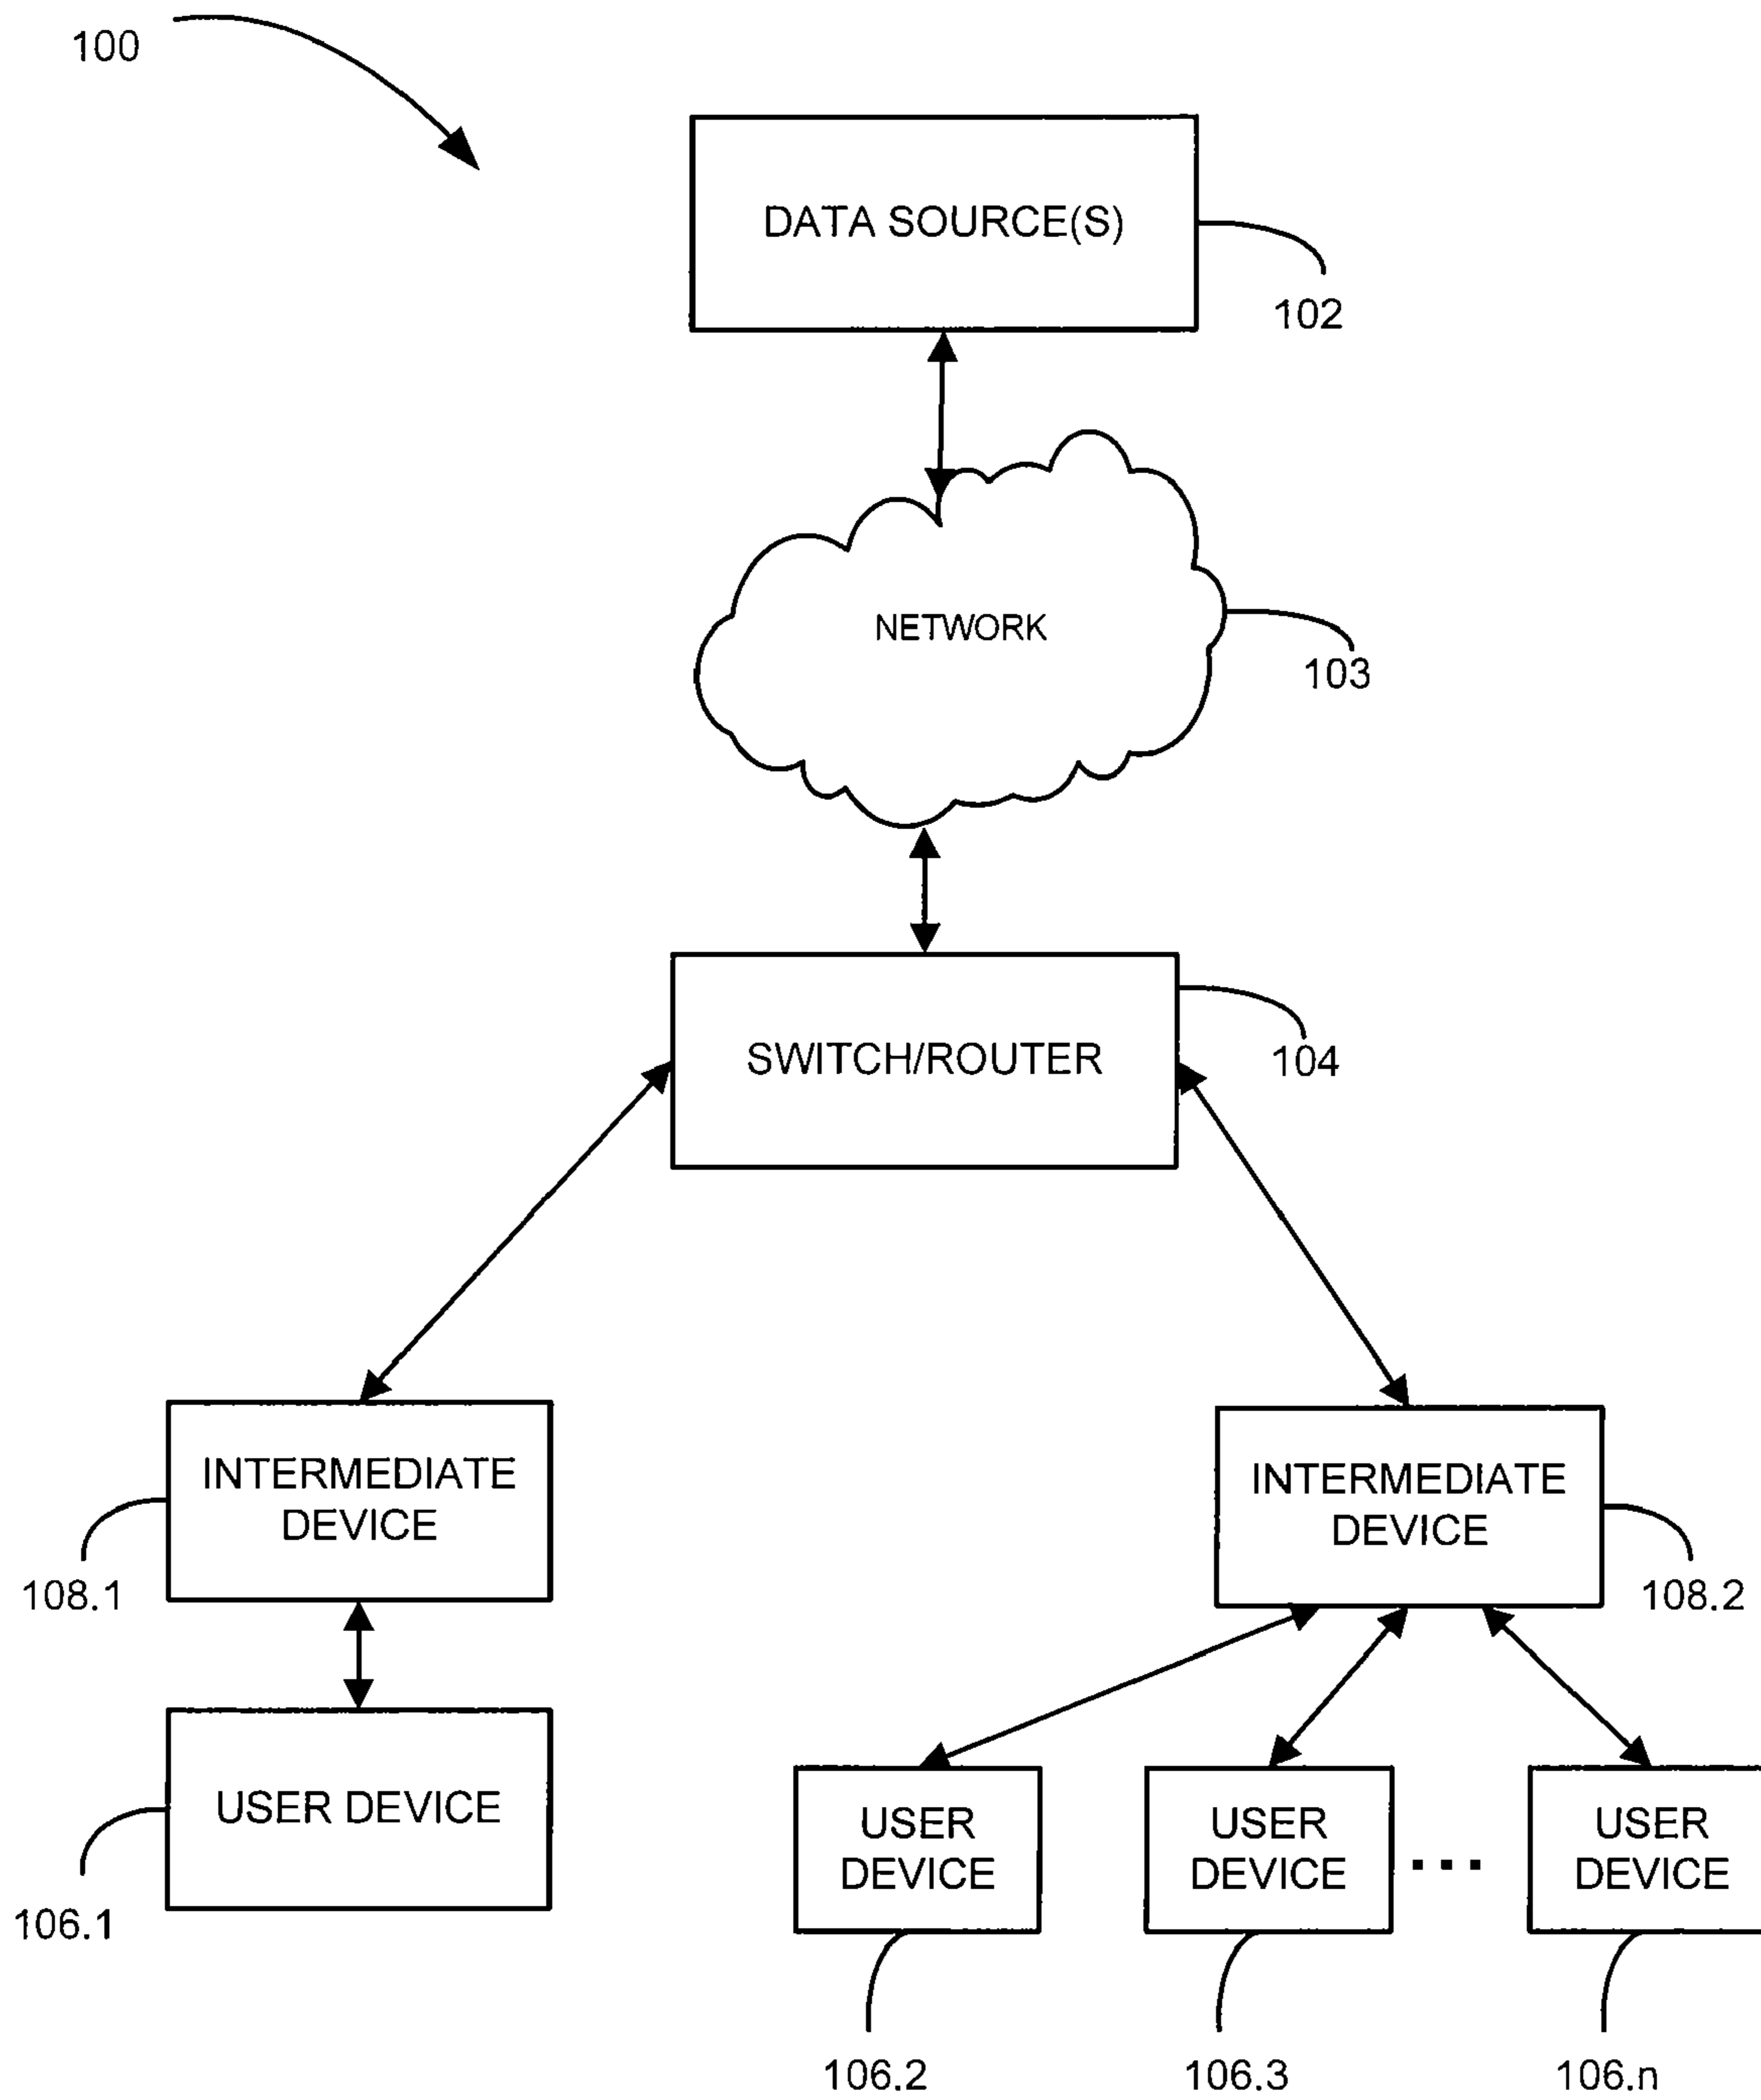 100
DATA SOURCE(S)
102
NETWORK
103
SWITCH/ROUTER
104
INTERMEDIATE
DEVICE
108.1
INTERMEDIATE
DEVICE
108.2
USER DEVICE
106.1
USER
DEVICE
106.2
USER
DEVICE
106.3
...
USER
DEVICE
106.n